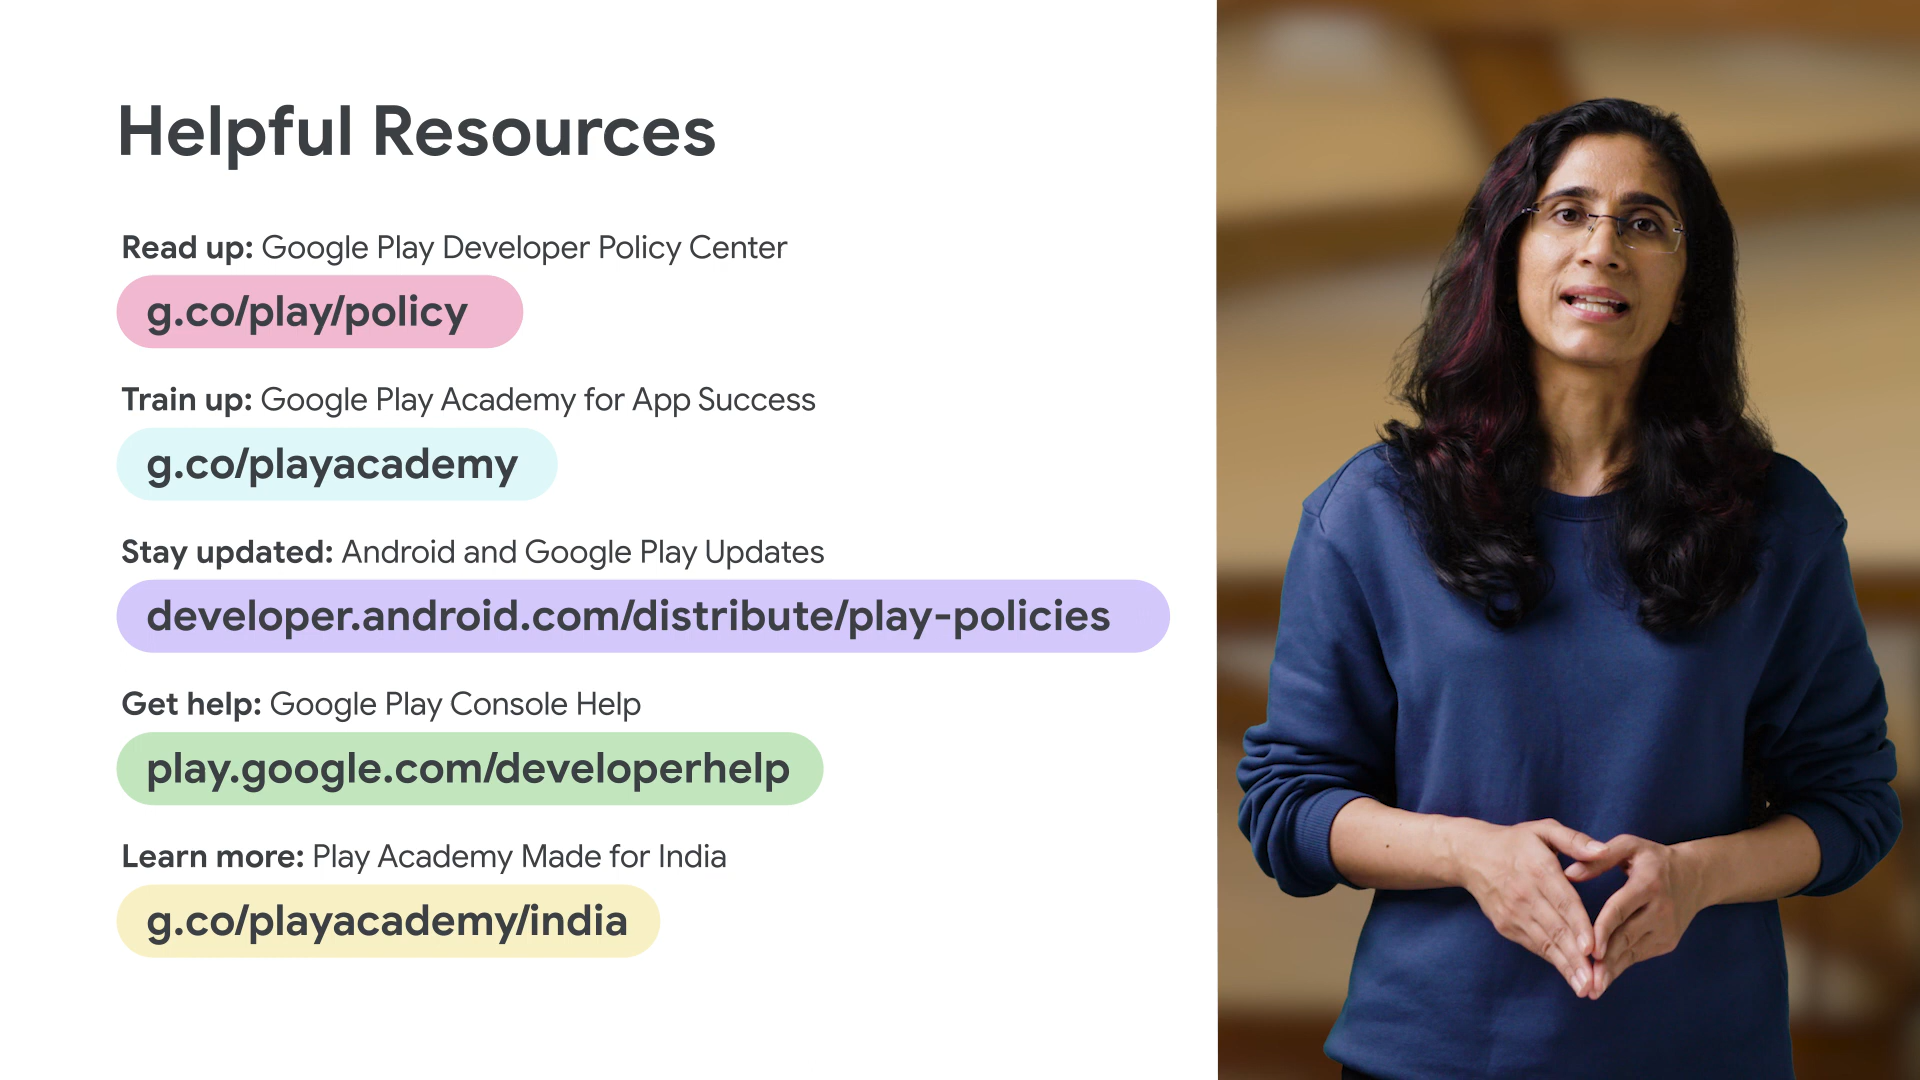 Helpful Resources
Read up: Google Play Developer Policy Center
g.co/play/policy
Train up: Google Play Academy for App Success
g.co/playacademy
Stay updated: Android and Google Play Updates
developer.android.com/distribute/play-policies
Get help: Google Play Console Help
play.google.com/developerhelp
Learn more: Play Academy Made for India
g.co/playacademy/india